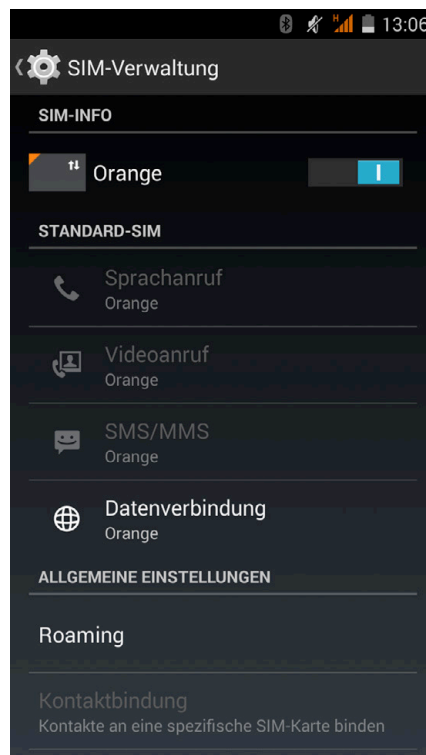 H
13:06
SIM-Verwaltung
SIM-INFO
Orange
STANDARD-SIM
Sprachanruf
Orange
Videoanruf
Orange
SMS/MMS
Orange
Datenverbindung
Orange
ALLGEMEINE EINSTELLUNGEN
Roaming
Kontaktbindung
Kontakte an eine spezifische SIM-Karte binden